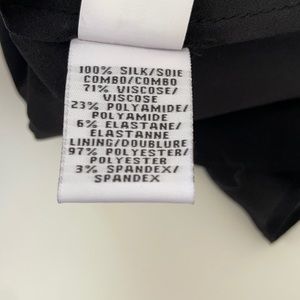 100% SILK/SOIE
COMBO/COMBO
71% VISCOSE/
VISCOSE
23% POLYAMIDE/
POLYAMIDE
6% ELASTANE/
ELASTANNE
LINING/DOUBLURE
97% POLYESTER/
POLYESTER
3% SPANDEX/
SPANDEX